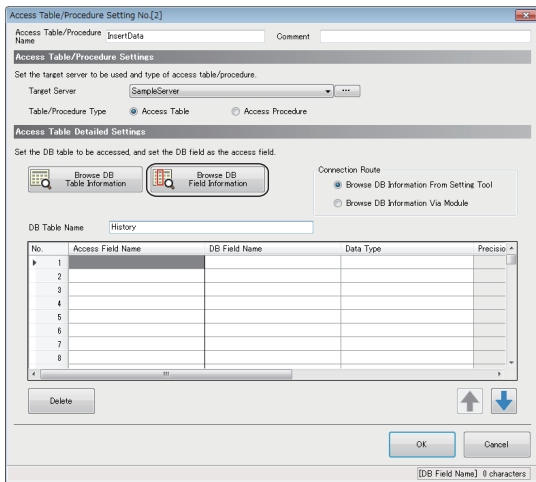 Access Table/Procedure Setting No.[2]
Access Table/Procedure Name InsertData Comment
Access Table/Procedure Settings
Set the target server to be used and type of access table/procedure.
Target Server SampleServer ...
Table/Procedure Type Access Table Access Procedure
Access Table Detailed Settings
Set the DB table to be accessed, and set the DB field as the access field.
Browse DB Table Information
Browse DB Field Information
Connection Route
Browse DB Information From Setting Tool
Browse DB Information Via Module
DB Table Name History
No. Access Field Name DB Field Name Data Type Precisio
1
2
3
4
5
6
7
8
Delete
OK Cancel
[DB Field Name] 0 characters